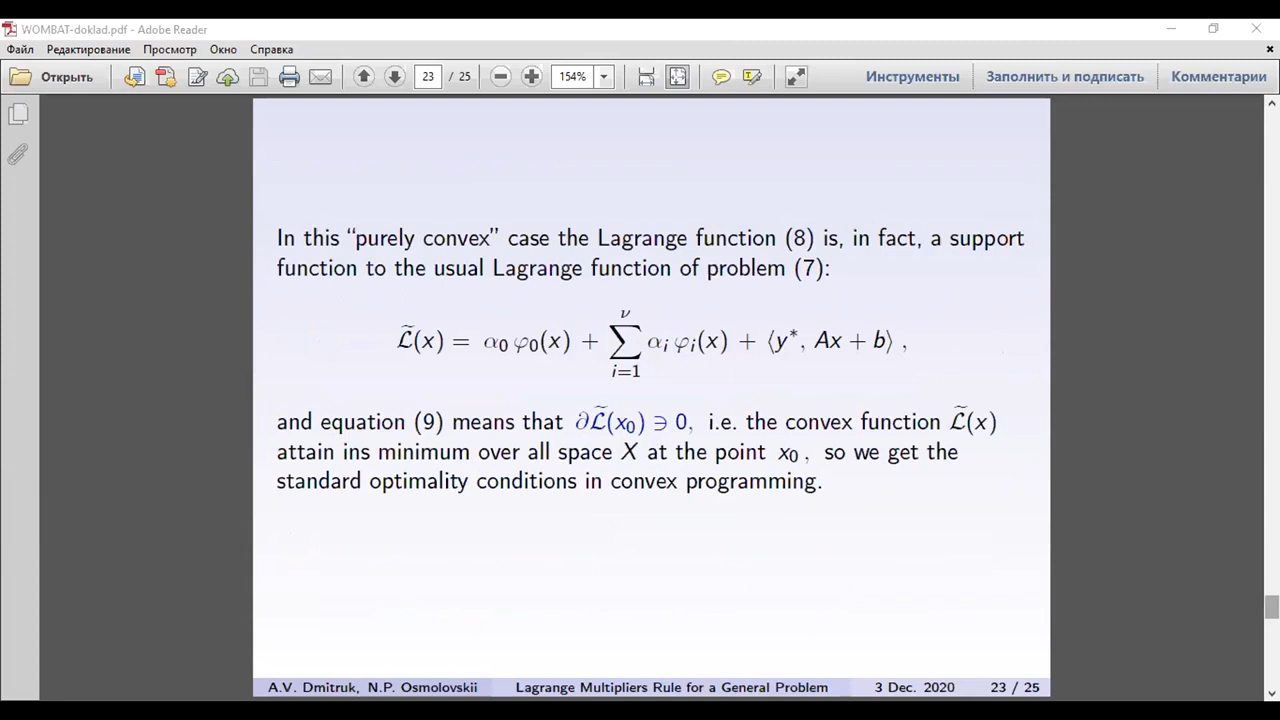 WOMBAT-doklad.pdf - Adobe Reader
Файл Редактирование Просмотр Окно Справка
Открыть 23 / 25 154% Инструменты Заполнить и подписать Комментарии
In this “purely convex” case the Lagrange function (8) is, in fact, a support
function to the usual Lagrange function of problem (7):
ℒ̃(x) = α₀ φ₀(x) + ∑_{i=1}^{ν} αᵢ φᵢ(x) + ⟨y*, Ax + b⟩ ,
and equation (9) means that ∂ℒ̃(x₀) ∋ 0, i.e. the convex function ℒ̃(x)
attain ins minimum over all space X at the point x₀ , so we get the
standard optimality conditions in convex programming.
A.V. Dmitruk, N.P. Osmolovskii Lagrange Multipliers Rule for a General Problem 3 Dec. 2020 23 / 25